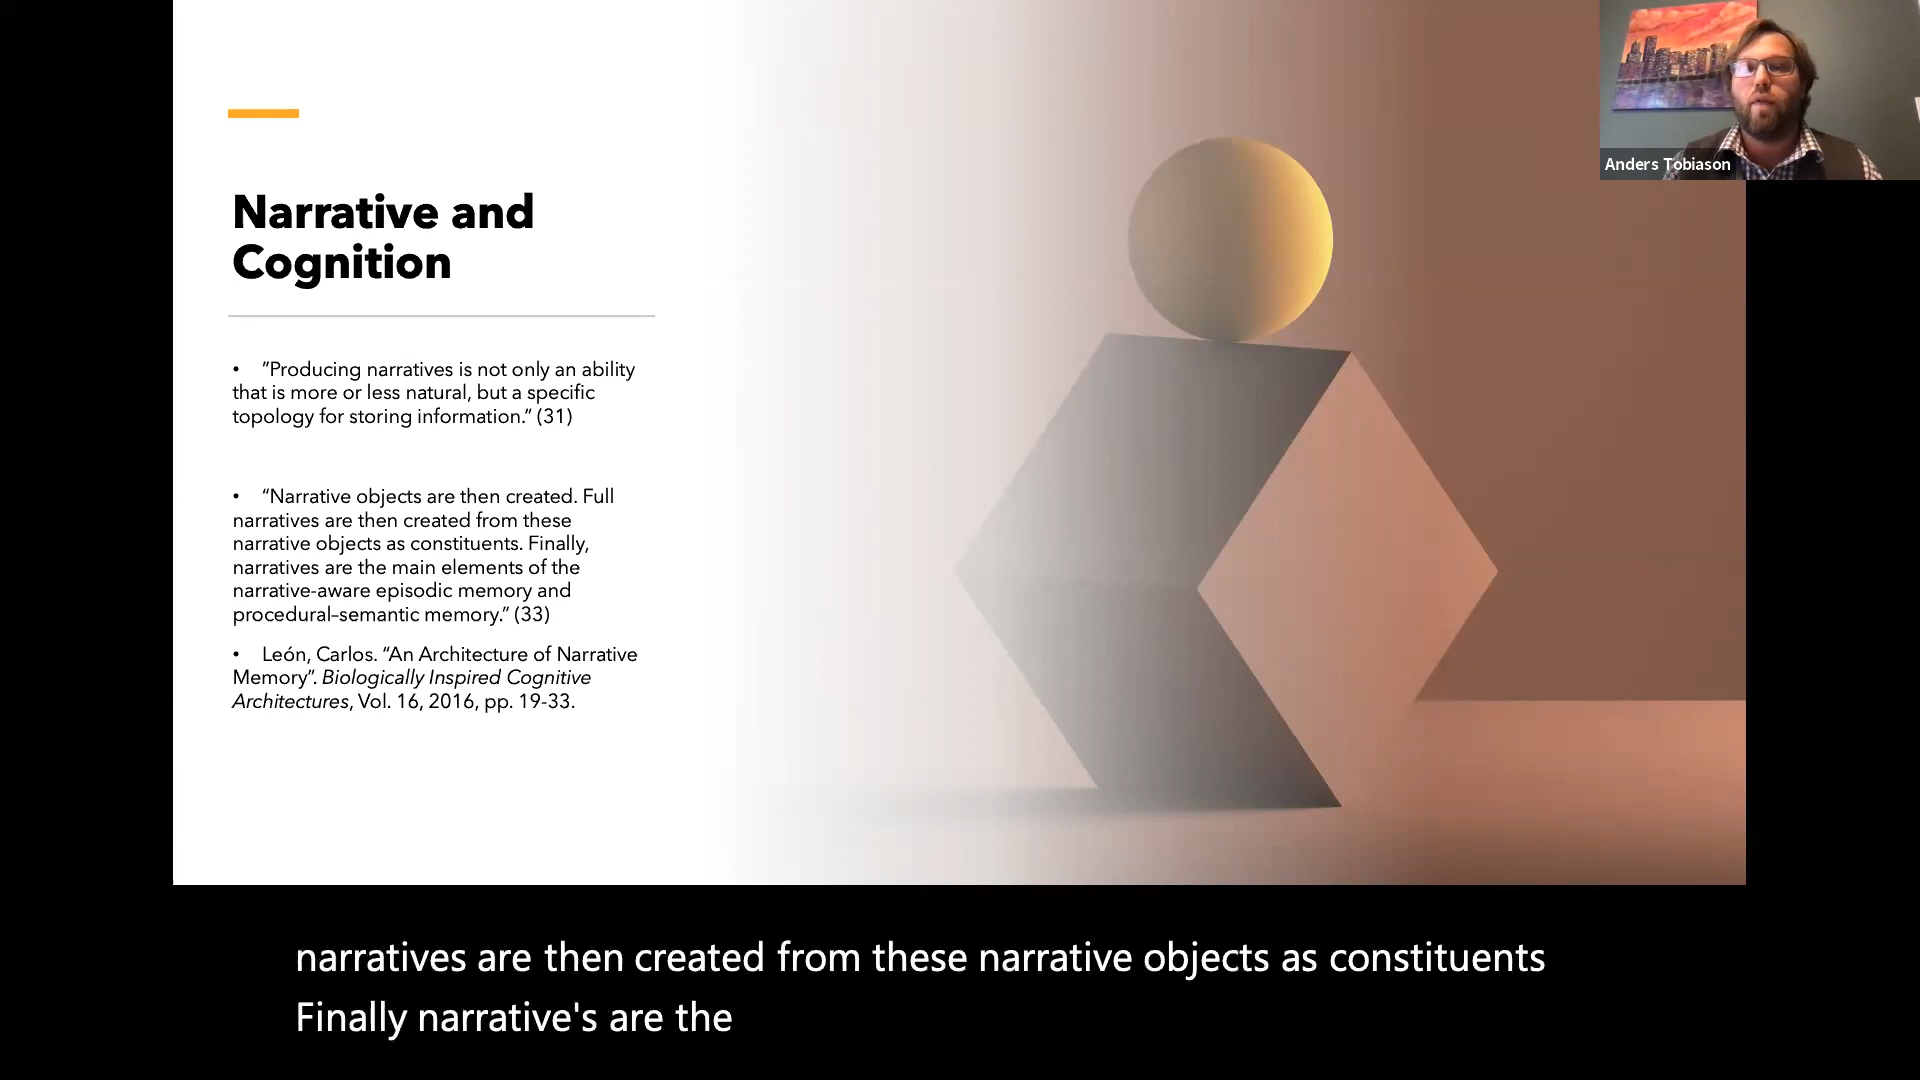 Narrative and
Cognition
• “Producing narratives is not only an ability
that is more or less natural, but a specific
topology for storing information.” (31)
• “Narrative objects are then created. Full
narratives are then created from these
narrative objects as constituents. Finally,
narratives are the main elements of the
narrative-aware episodic memory and
procedural–semantic memory.” (33)
• León, Carlos. “An Architecture of Narrative
Memory”. Biologically Inspired Cognitive
Architectures, Vol. 16, 2016, pp. 19-33.
Anders Tobiason
narratives are then created from these narrative objects as constituents
Finally narrative's are the